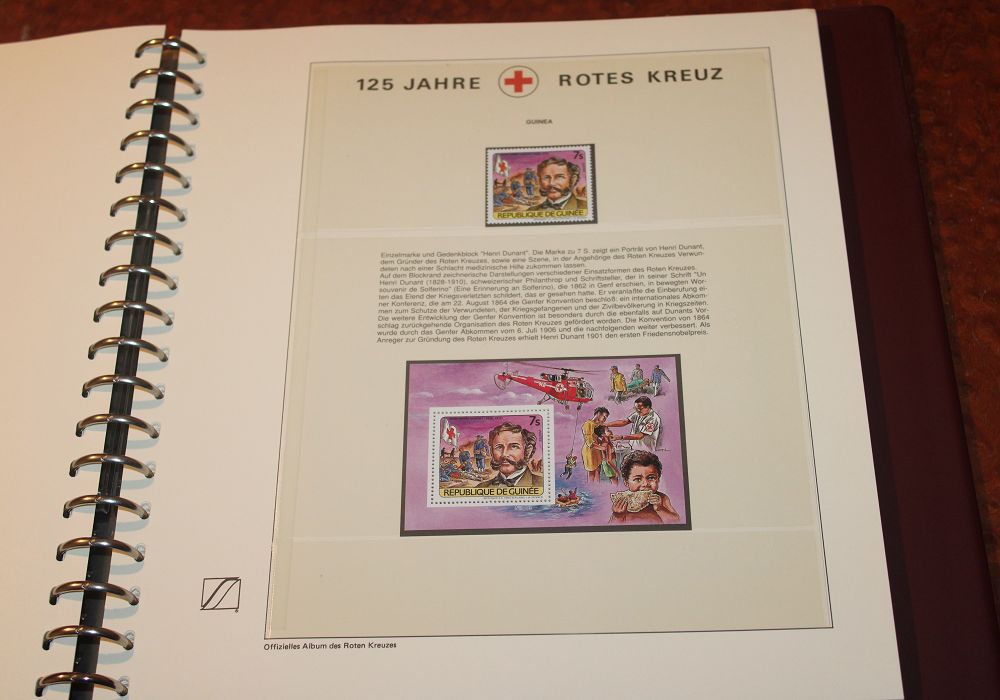 125 JAHRE ROTES KREUZ
GUINEA
7s
REPUBLIQUE DE GUINÉE
Einzelmarke und Gedenkblock "Henri Dunant". Die Marke zu 7 S. zeigt ein Porträt von Henri Dunant,
dem Gründer des Roten Kreuzes, sowie eine Szene, in der Angehörige des Roten Kreuzes Verwun-
deten nach einer Schlacht medizinische Hilfe zukommen lassen.
Auf dem Blockrand zeichnerische Darstellungen verschiedener Einsatzformen des Roten Kreuzes.
Henri Dunant (1828-1910), schweizerischer Philanthrop und Schriftsteller, der in seiner Schrift "Un
souvenir de Solferino" (Eine Erinnerung an Solferino), die 1862 in Genf erschien, in bewegten Wor-
ten das Elend der Kriegsverletzten schildert, das er gesehen hatte. Er veranlaßte die Einberufung ei-
ner Konferenz, die am 22. August 1864 die Genfer Konvention beschloß: ein internationales Abkom-
men zum Schutze der Verwundeten, der Kriegsgefangenen und der Zivilbevölkerung in Kriegszeiten.
Die weitere Entwicklung der Genfer Konvention ist besonders durch die ebenfalls auf Dunants Vor-
schlag zurückgehende Organisation des Roten Kreuzes gefördert worden. Die Konvention von 1864
wurde durch das Genfer Abkommen vom 6. Juli 1906 und die nachfolgenden weiter verbessert. Als
Anreger zur Gründung des Roten Kreuzes erhielt Henri Dunant 1901 den ersten Friedensnobelpreis.
7s
REPUBLIQUE DE GUINÉE
Offizielles Album des Roten Kreuzes